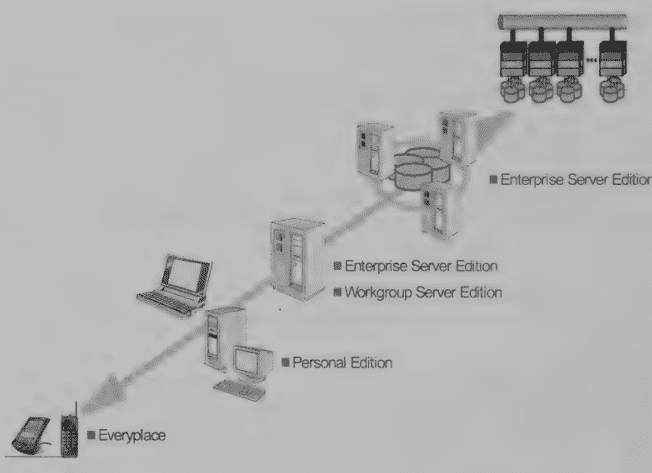 Enterprise Server Edition
Enterprise Server Edition
Workgroup Server Edition
Personal Edition
Everyplace